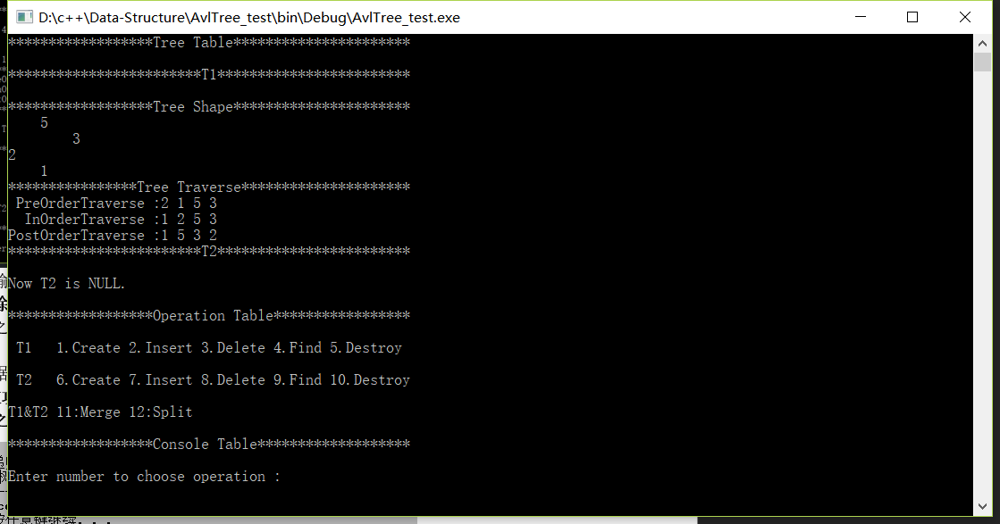 D:\c++\Data-Structure\AvlTree_test\bin\Debug\AvlTree_test.exe
******************Tree Table**********************
************************T1************************
******************Tree Shape**********************
5
3
2
1
****************Tree Traverse*********************
PreOrderTraverse :2 1 5 3
InOrderTraverse :1 2 5 3
PostOrderTraverse :1 5 3 2
************************T2************************
Now T2 is NULL.
******************Operation Table*****************
T1 1.Create 2.Insert 3.Delete 4.Find 5.Destroy
T2 6.Create 7.Insert 8.Delete 9.Find 10.Destroy
T1&T2 11:Merge 12:Split
******************Console Table*******************
Enter number to choose operation :